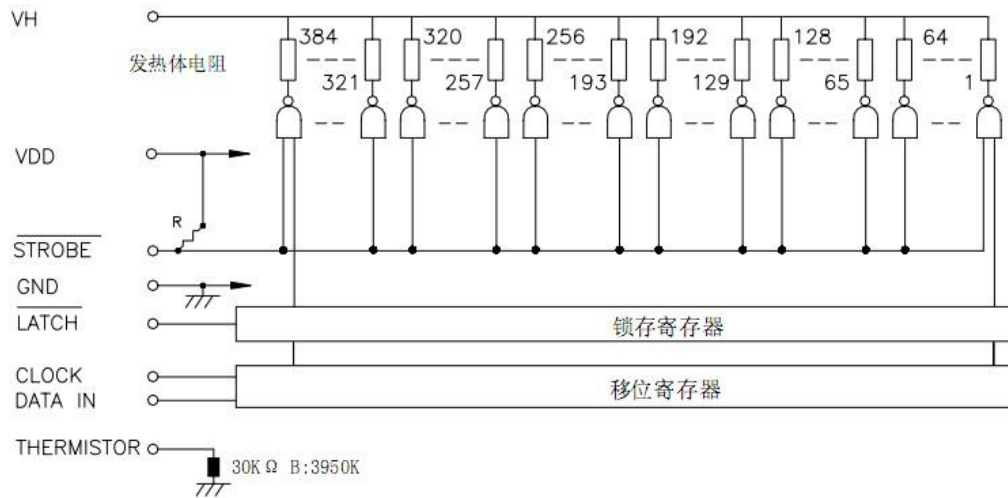 VH
384 320 256 192 128 64
发热体电阻
321 257 193 129 65 1
VDD
R
STROBE
GND
LATCH
锁存寄存器
CLOCK
移位寄存器
DATA IN
THERMISTOR
30KΩ B:3950K